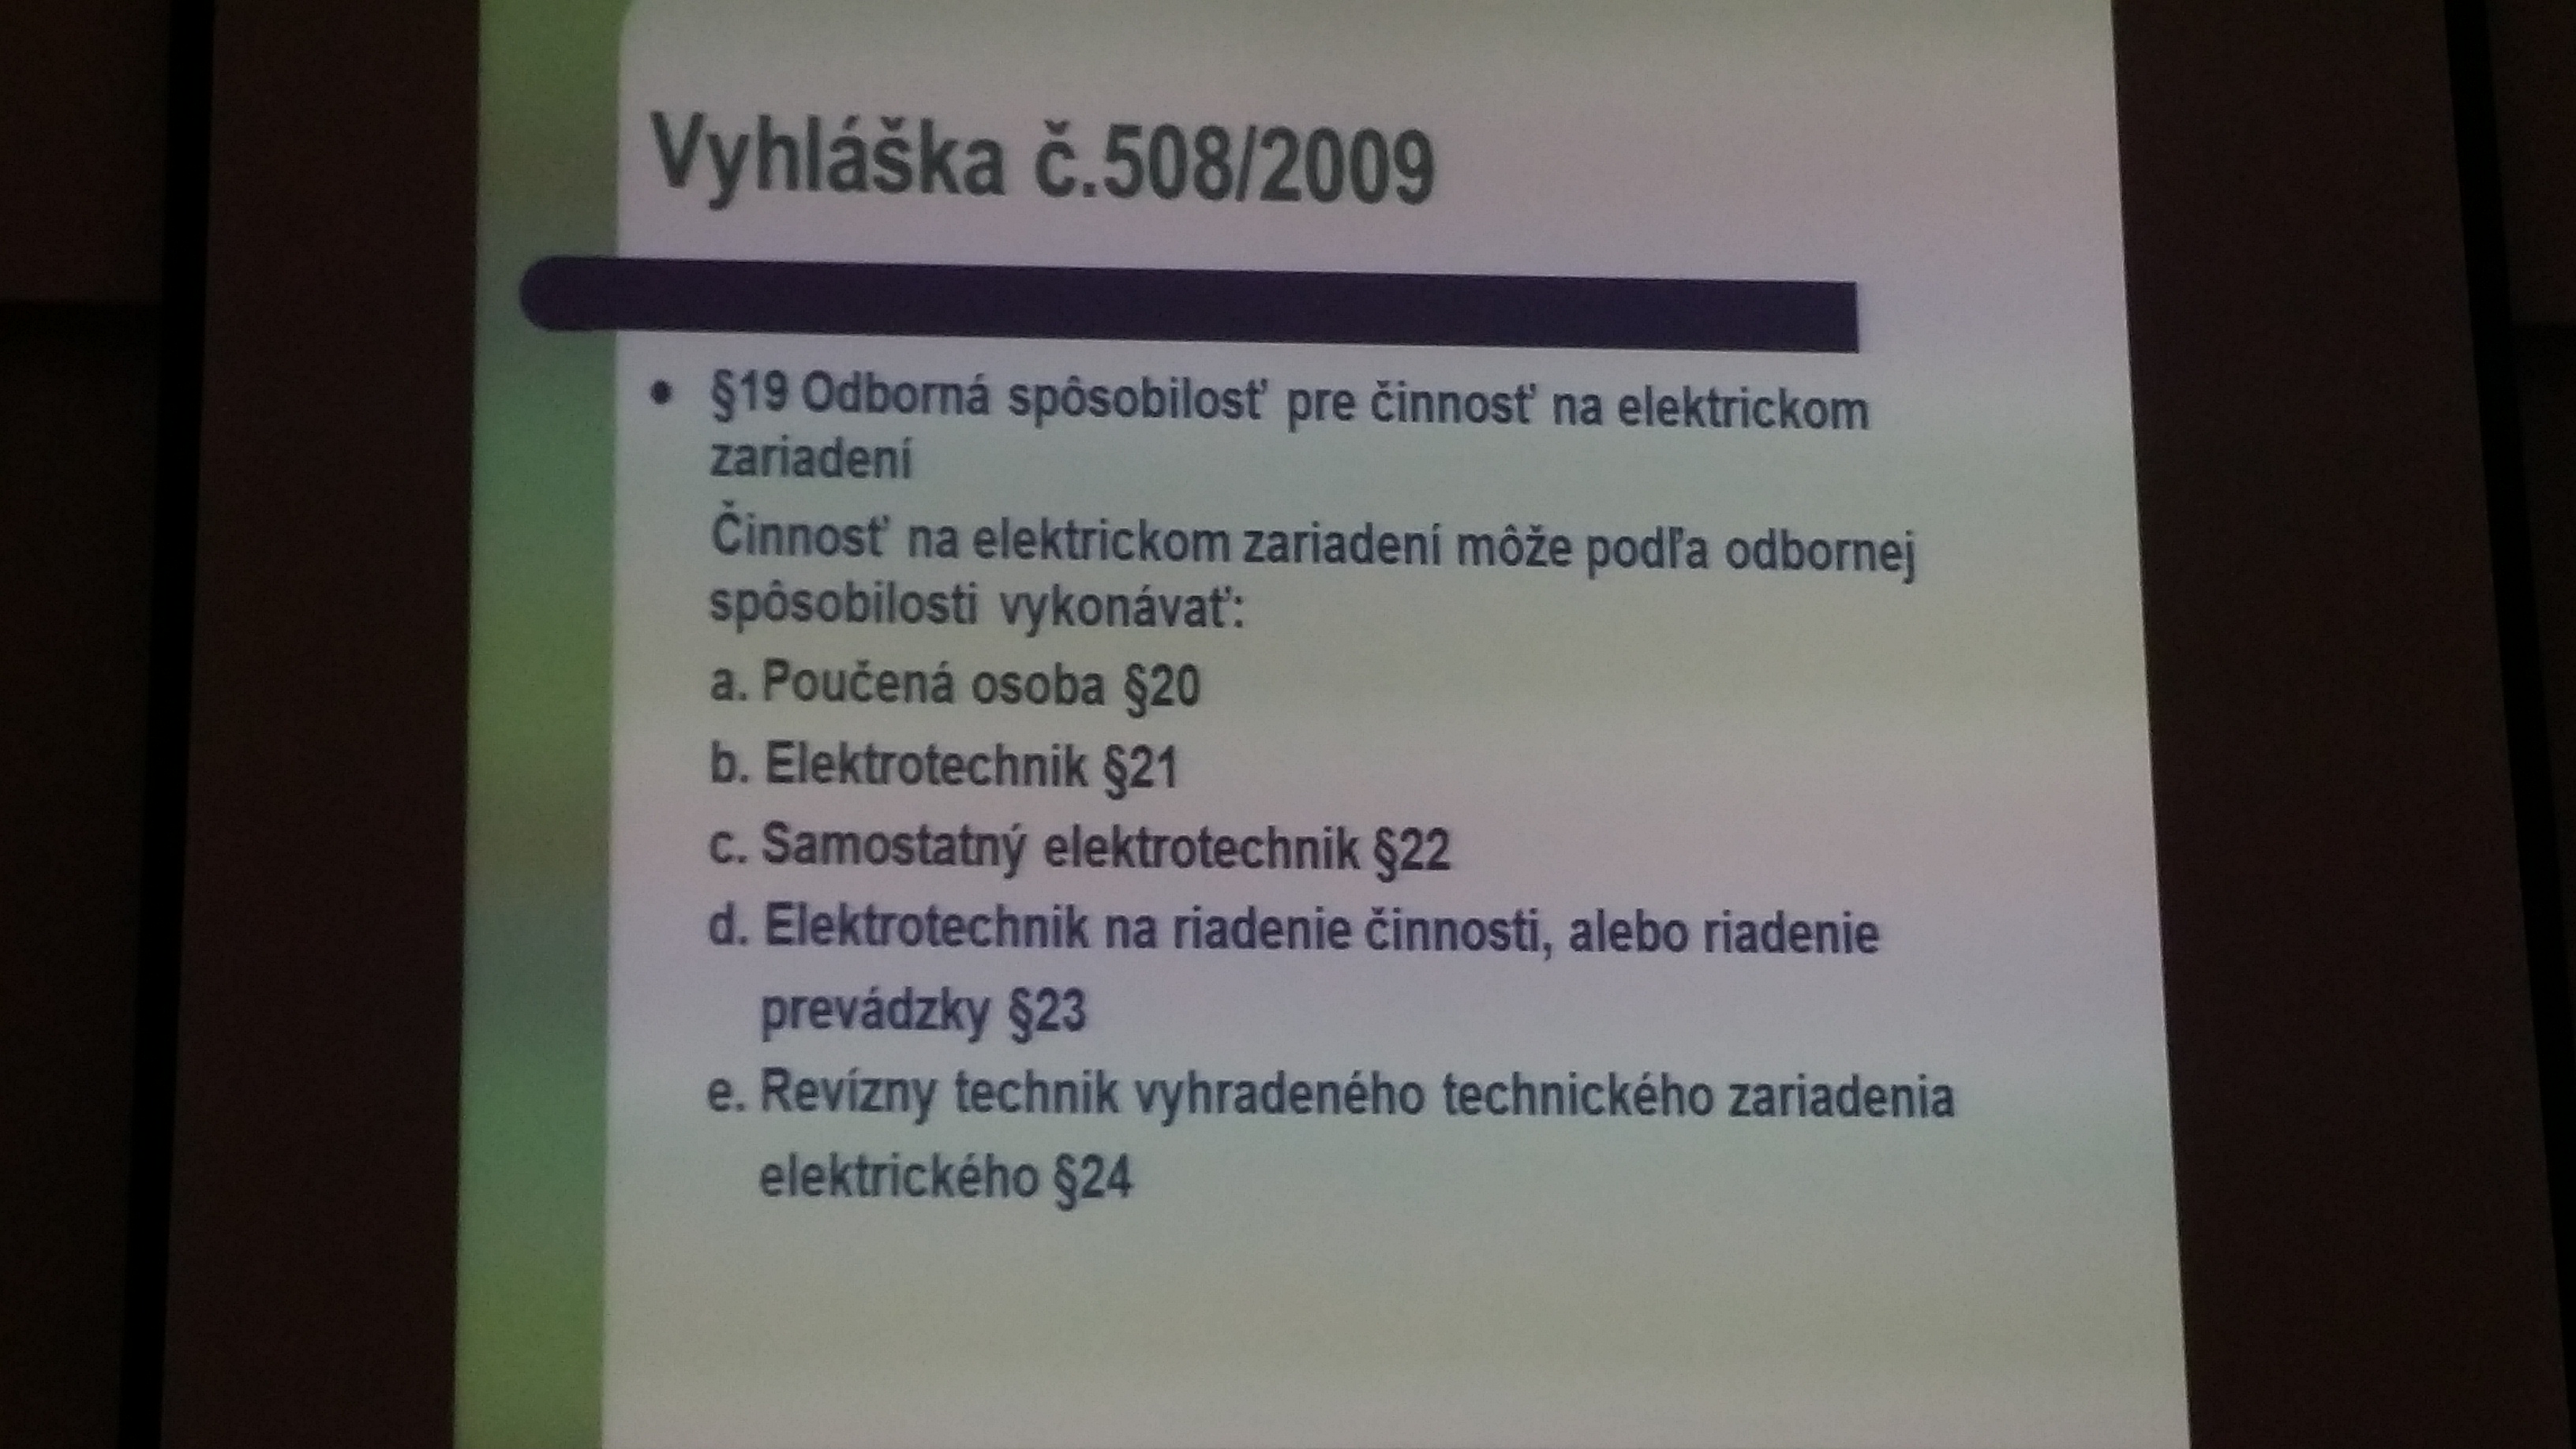 Vyhláška č.508/2009
• §19 Odborná spôsobilosť pre činnosť na elektrickom
zariadení
Činnosť na elektrickom zariadení môže podľa odbornej
spôsobilosti vykonávať:
a. Poučená osoba §20
b. Elektrotechnik §21
c. Samostatný elektrotechnik §22
d. Elektrotechnik na riadenie činnosti, alebo riadenie
prevádzky §23
e. Revízny technik vyhradeného technického zariadenia
elektrického §24